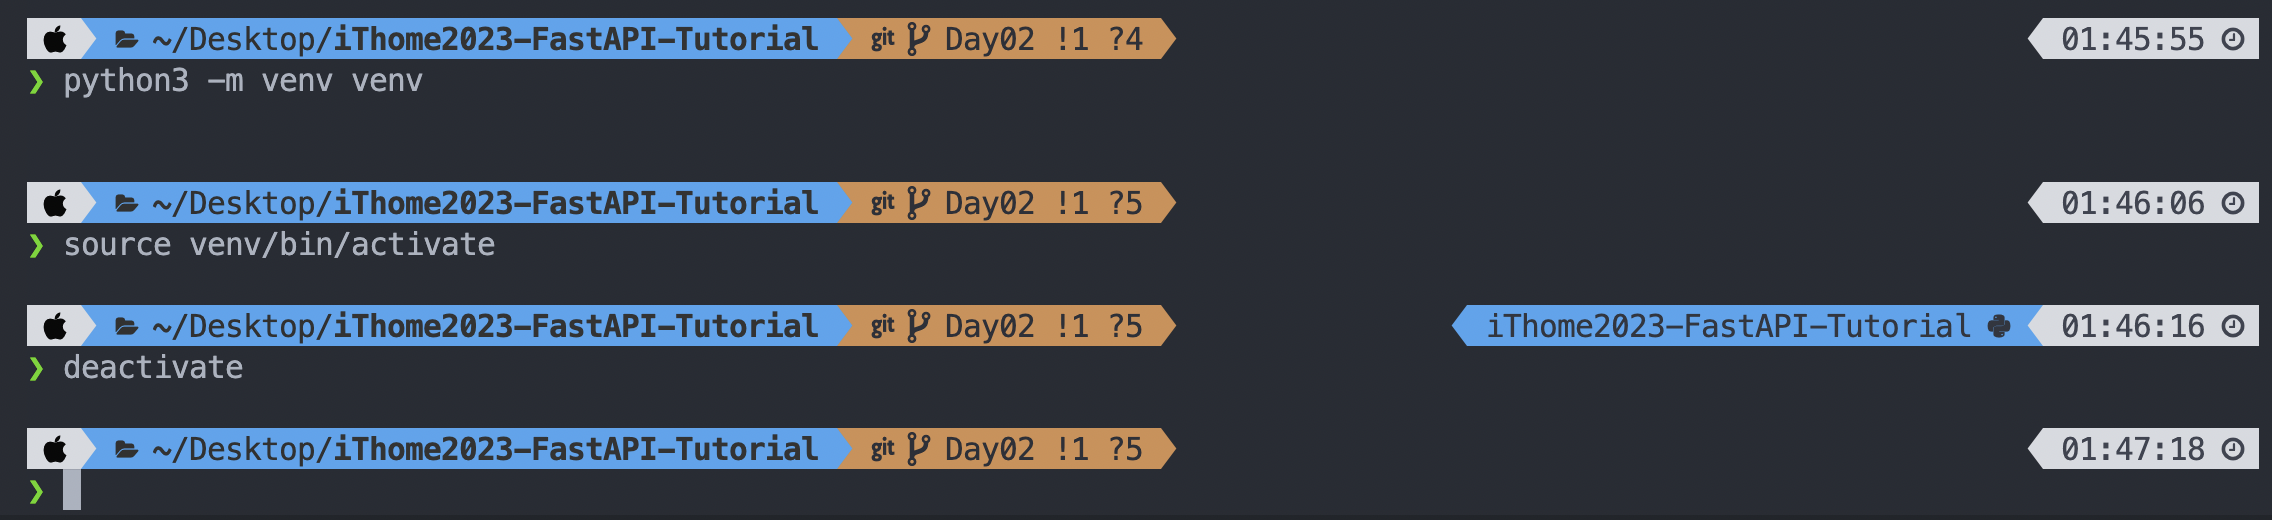 ~/Desktop/iThome2023-FastAPI-Tutorial git Day02 !1 ?4 01:45:55
❯ python3 -m venv venv
~/Desktop/iThome2023-FastAPI-Tutorial git Day02 !1 ?5 01:46:06
❯ source venv/bin/activate
~/Desktop/iThome2023-FastAPI-Tutorial git Day02 !1 ?5 iThome2023-FastAPI-Tutorial 01:46:16
❯ deactivate
~/Desktop/iThome2023-FastAPI-Tutorial git Day02 !1 ?5 01:47:18
❯